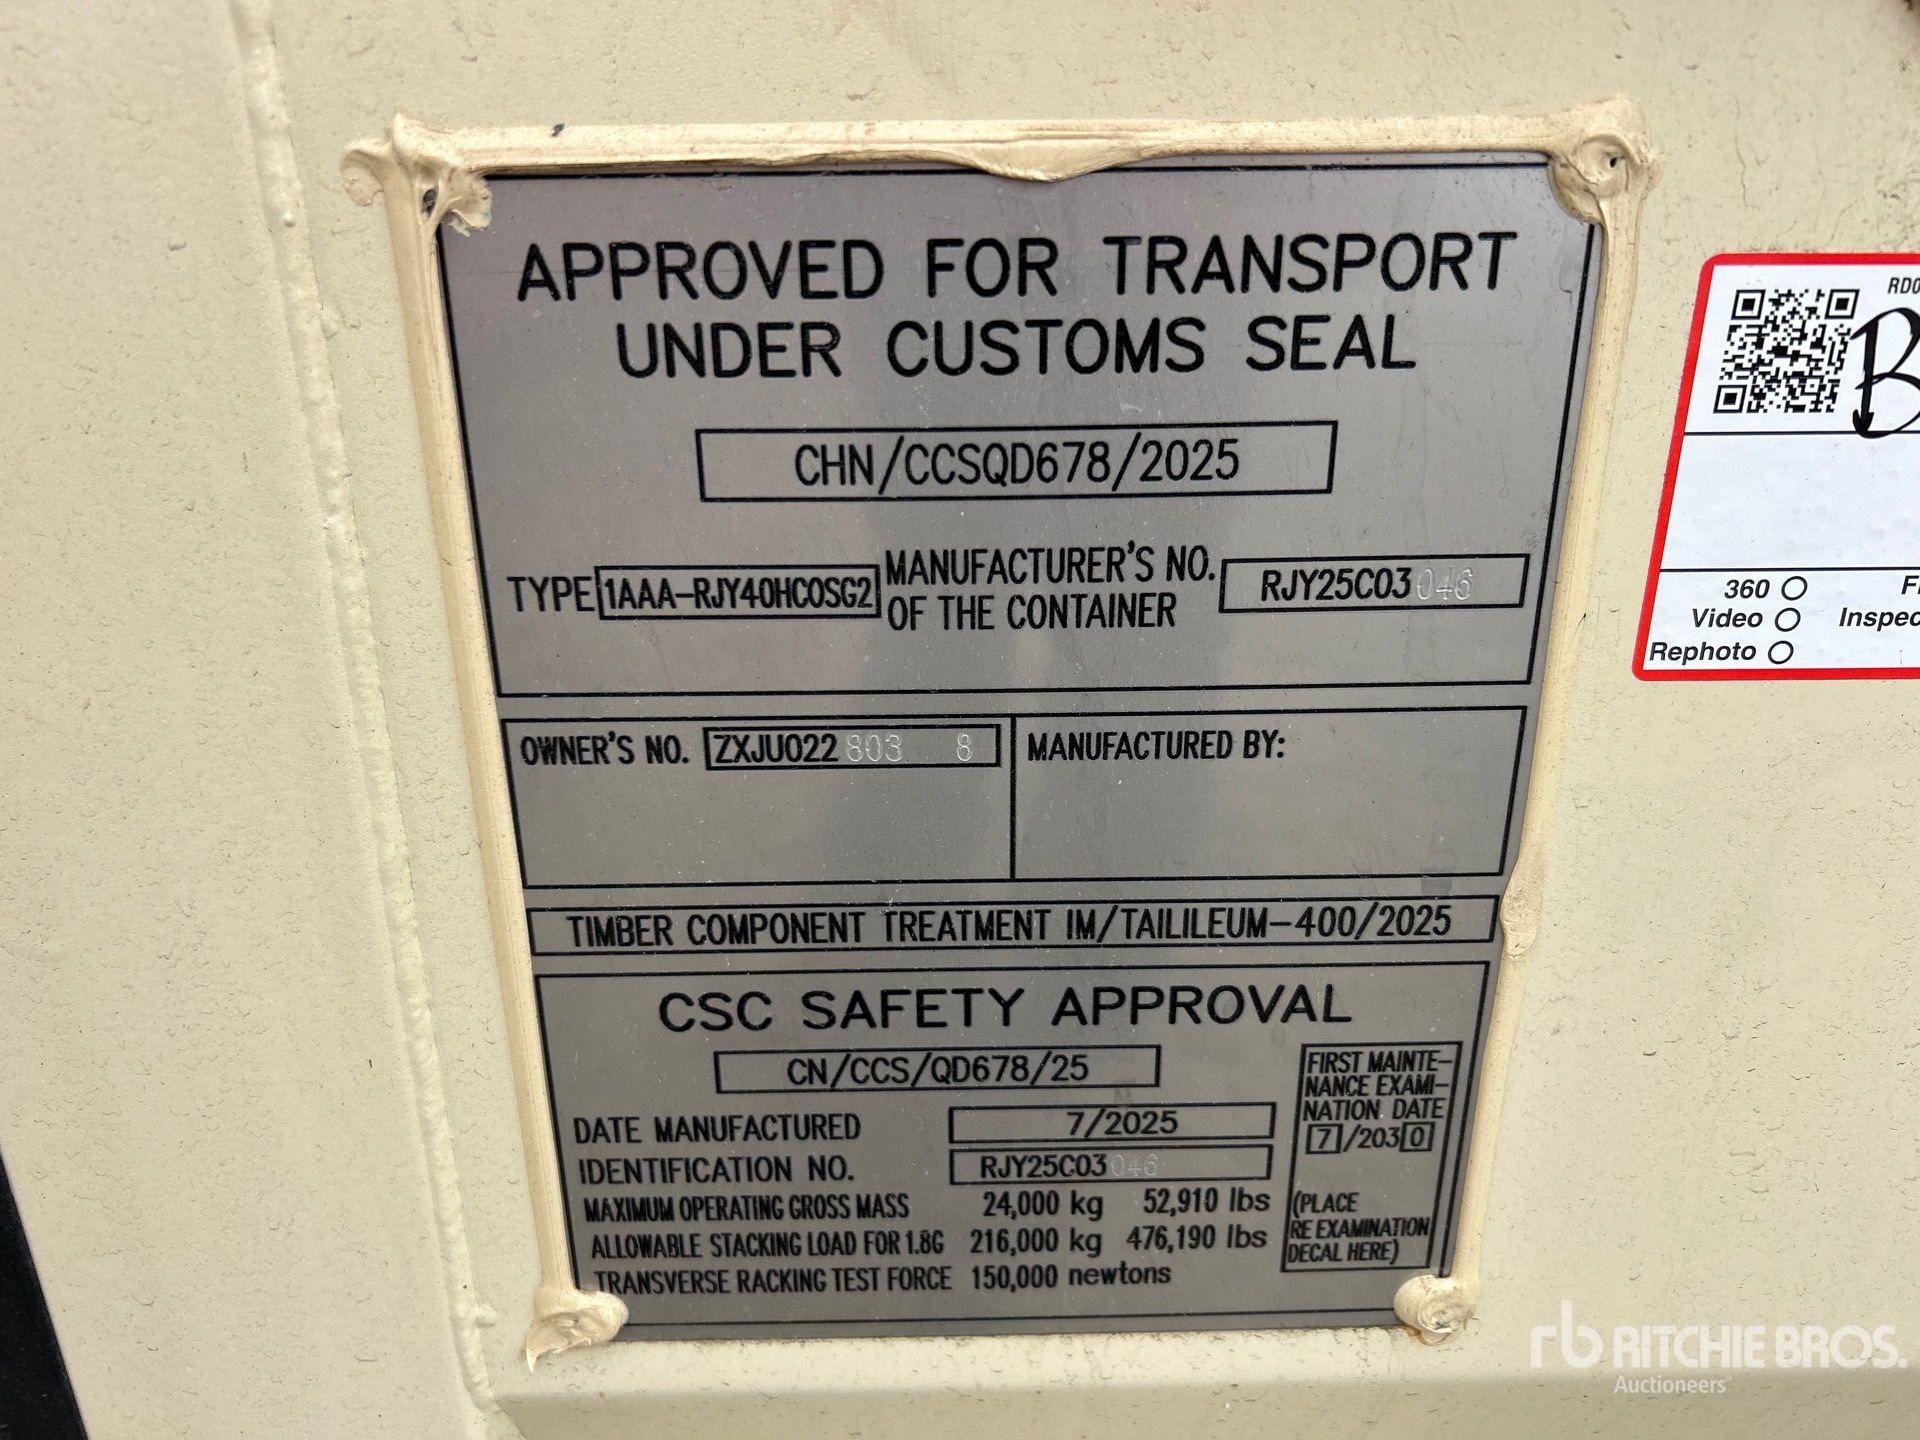 APPROVED FOR TRANSPORT
UNDER CUSTOMS SEAL
CHN/CCSQD678/2025
TYPE 1AAA-RJY40HCOSG2 MANUFACTURER'S NO. OF THE CONTAINER RJY25C03046
OWNER'S NO. ZXJU022803 8
MANUFACTURED BY:
TIMBER COMPONENT TREATMENT IM/TAILILEUM-400/2025
CSC SAFETY APPROVAL
CN/CCS/QD678/25
DATE MANUFACTURED 7/2025
IDENTIFICATION NO. RJY25C03046
MAXIMUM OPERATING GROSS MASS 24,000 kg 52,910 lbs
ALLOWABLE STACKING LOAD FOR 1.8G 216,000 kg 476,190 lbs
TRANSVERSE RACKING TEST FORCE 150,000 newtons
FIRST MAINTE-
NANCE EXAMI-
NATION DATE
7/2030
(PLACE
RE EXAMINATION
DECAL HERE)
360
Video
Rephoto
rb RITCHIE BROS.
Auctioneers